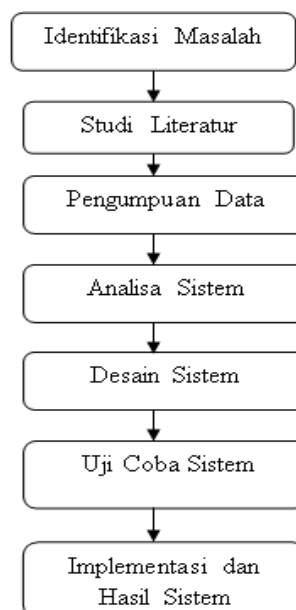 Identifikasi Masalah
Studi Literatur
Pengumpuan Data
Analisa Sistem
Desain Sistem
Uji Coba Sistem
Implementasi dan
Hasil Sistem